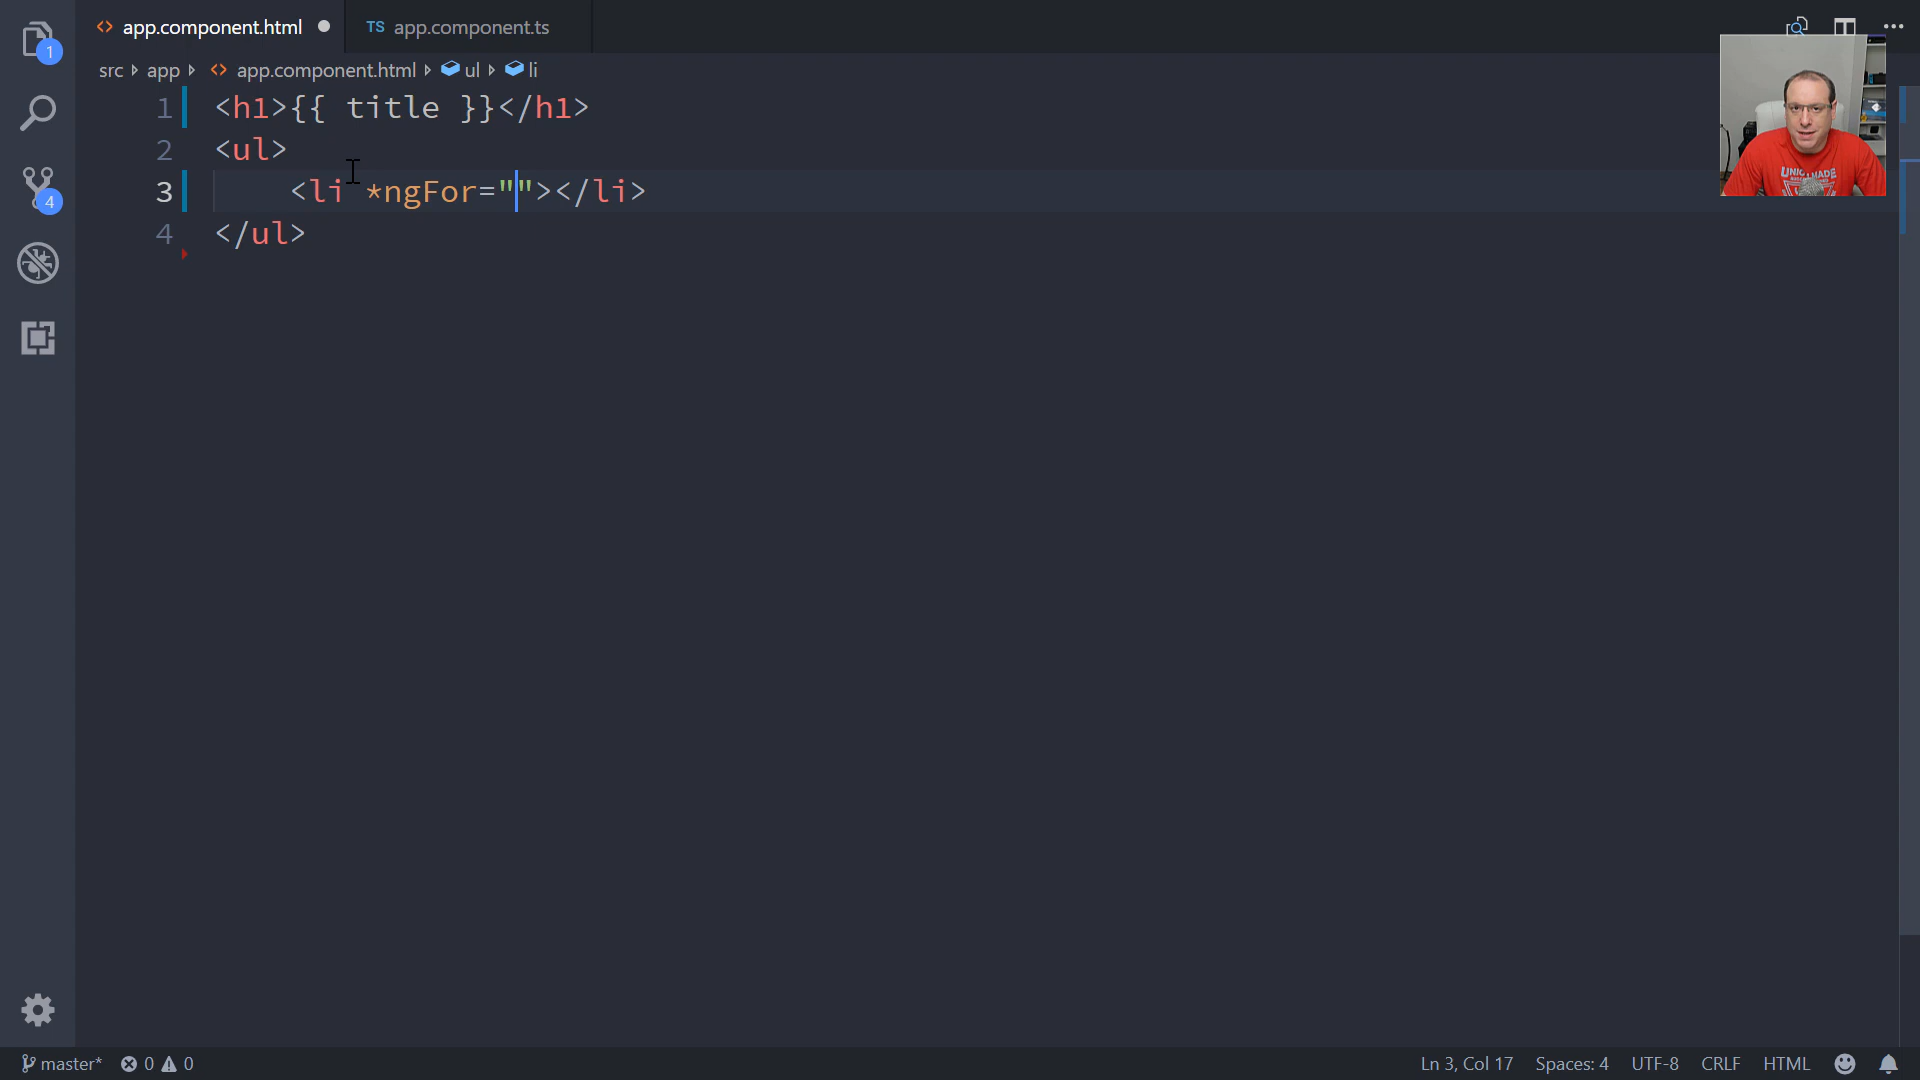 app.component.html
TS app.component.ts
src app app.component.html ul li
1 <h1>{{ title }}</h1>
2 <ul>
3 <li *ngFor=""></li>
4 </ul>
1
4
master* 0 0
Ln 3, Col 17 Spaces: 4 UTF-8 CRLF HTML